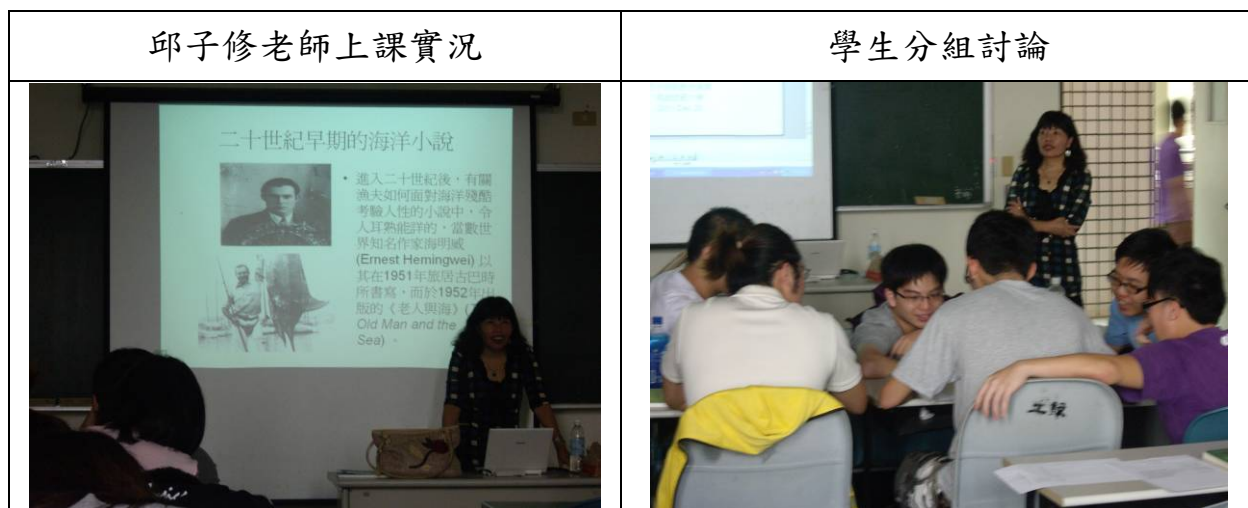 邱子修老師上課實況
學生分組討論
二十世紀早期的海洋小說
• 進入二十世紀後，有關
漁夫如何面對海洋殘酷
考驗人性的小說中，令
人耳熟能詳的，當數世
界知名作家海明威
(Ernest Hemingwei) 以
其在1951年旅居古巴時
所書寫，而於1952年出
版的《老人與海》(
Old Man and the
Sea) 。